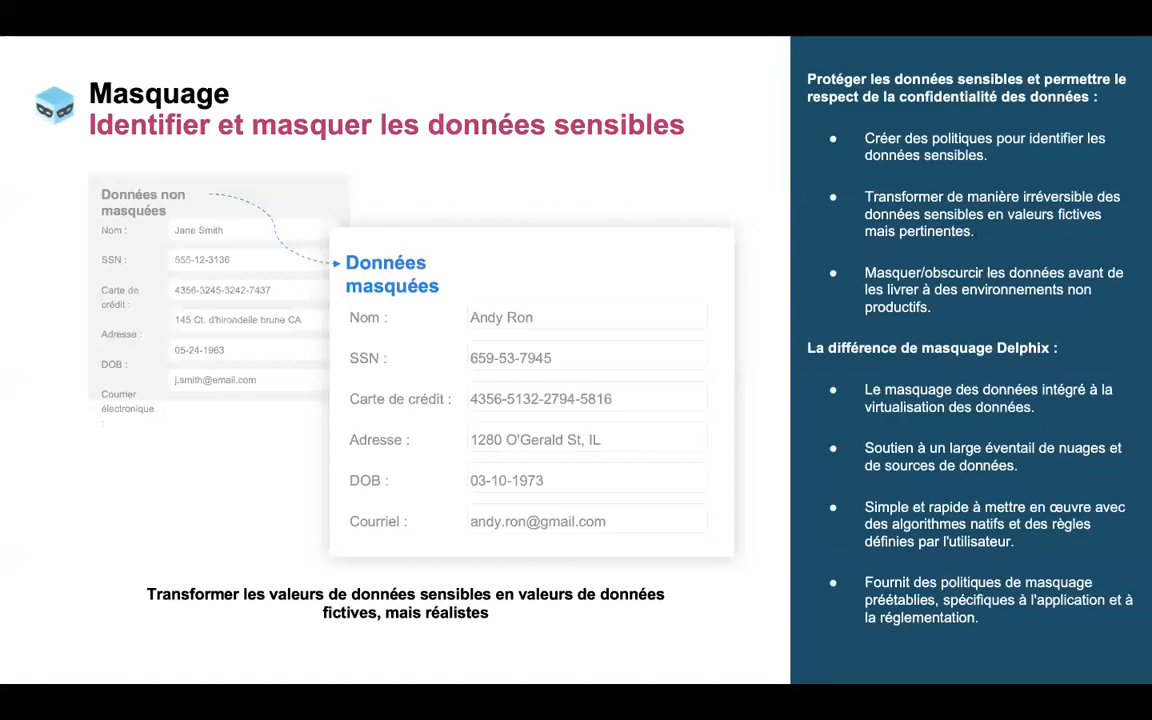 Masquage
Identifier et masquer les données sensibles
Données non
masquées
Nom :
Jane Smith
SSN :
555-12-3136
Carte de
crédit :
4356-3245-3242-7437
145 Ct. d'hirondelle brune CA
Adresse :
05-24-1963
DOB :
j.smith@email.com
Courrier
électronique
:
Données
masquées
Nom :
Andy Ron
SSN :
659-53-7945
Carte de crédit :
4356-5132-2794-5816
Adresse :
1280 O'Gerald St, IL
DOB :
03-10-1973
Courriel :
andy.ron@gmail.com
Transformer les valeurs de données sensibles en valeurs de données
fictives, mais réalistes
Protéger les données sensibles et permettre le
respect de la confidentialité des données :
● Créer des politiques pour identifier les
données sensibles.
● Transformer de manière irréversible des
données sensibles en valeurs fictives
mais pertinentes.
● Masquer/obscurcir les données avant de
les livrer à des environnements non
productifs.
La différence de masquage Delphix :
● Le masquage des données intégré à la
virtualisation des données.
● Soutien à un large éventail de nuages et
de sources de données.
● Simple et rapide à mettre en œuvre avec
des algorithmes natifs et des règles
définies par l'utilisateur.
● Fournit des politiques de masquage
préétablies, spécifiques à l'application et à
la réglementation.